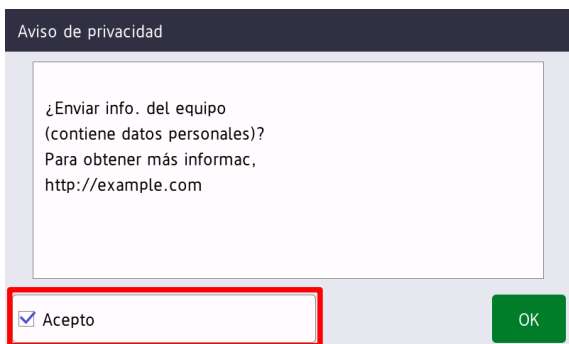 Aviso de privacidad
¿Enviar info. del equipo
(contiene datos personales)?
Para obtener más informac,
http://example.com
Acepto
OK